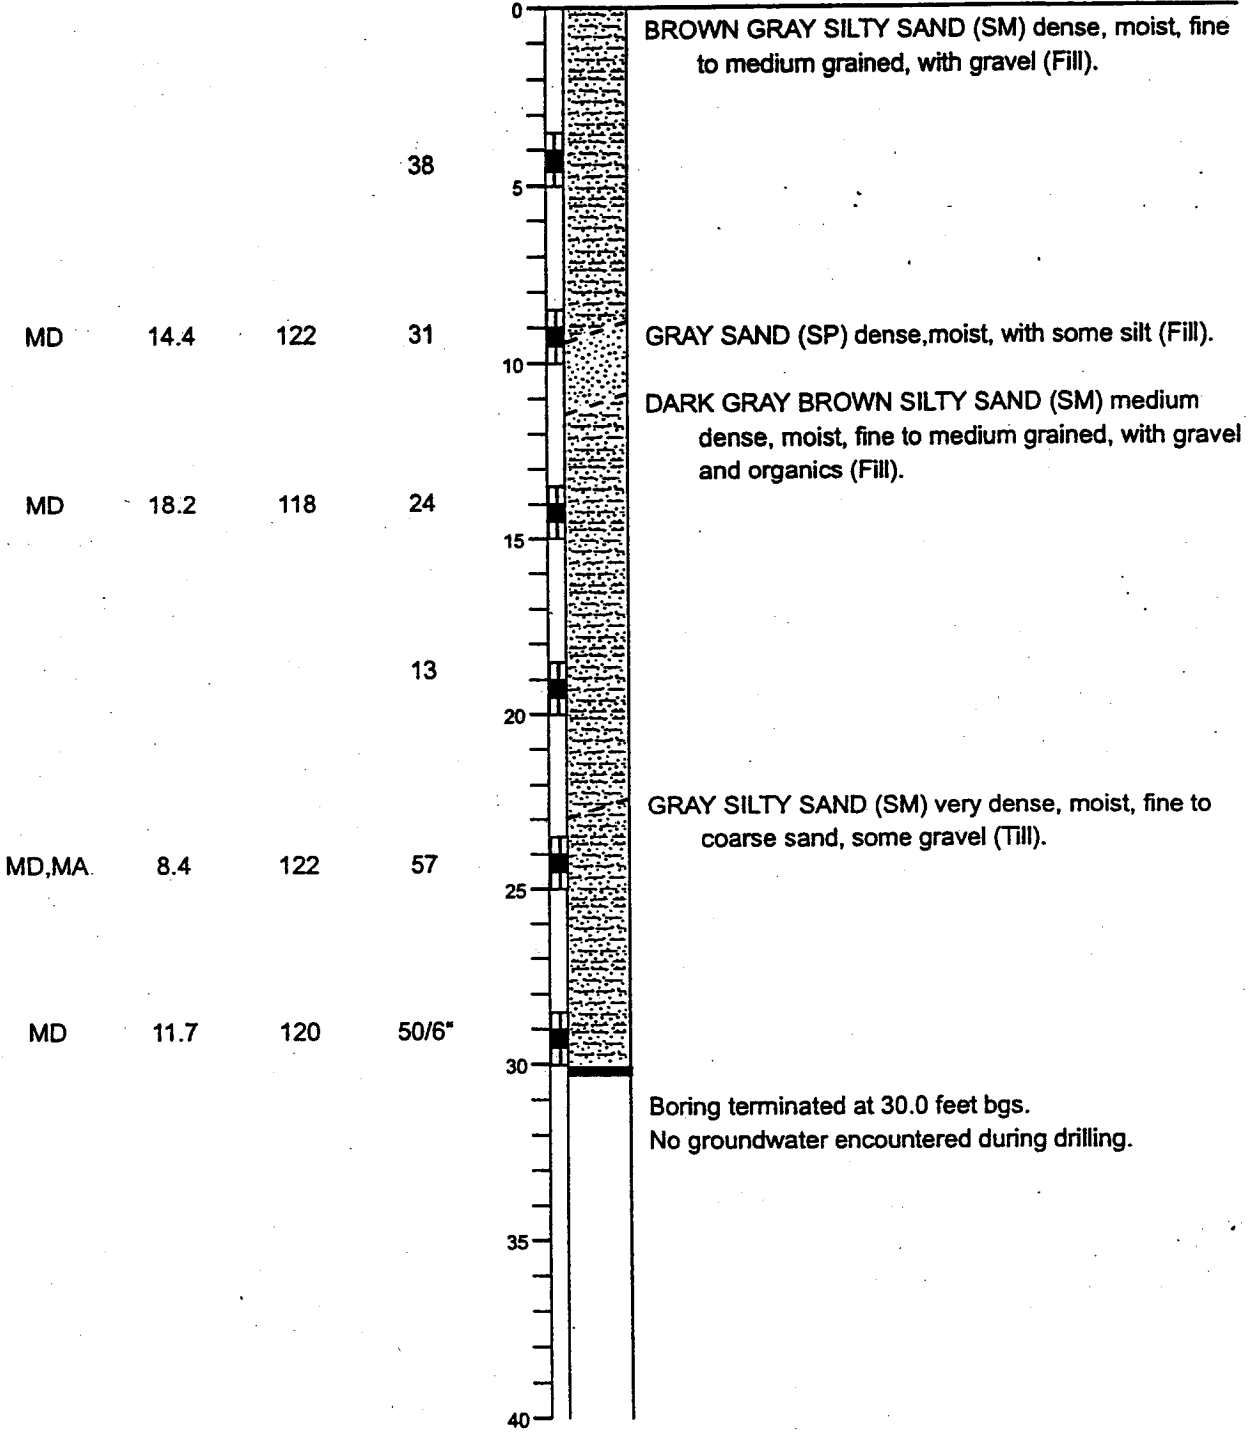 0
BROWN GRAY SILTY SAND (SM) dense, moist, fine
to medium grained, with gravel (Fill).
38
5
MD 14.4 122 31
GRAY SAND (SP) dense,moist, with some silt (Fill).
10
DARK GRAY BROWN SILTY SAND (SM) medium
dense, moist, fine to medium grained, with gravel
and organics (Fill).
MD 18.2 118 24
15
13
20
GRAY SILTY SAND (SM) very dense, moist, fine to
coarse sand, some gravel (Till).
MD,MA 8.4 122 57
25
MD 11.7 120 50/6"
30
Boring terminated at 30.0 feet bgs.
No groundwater encountered during drilling.
35
40